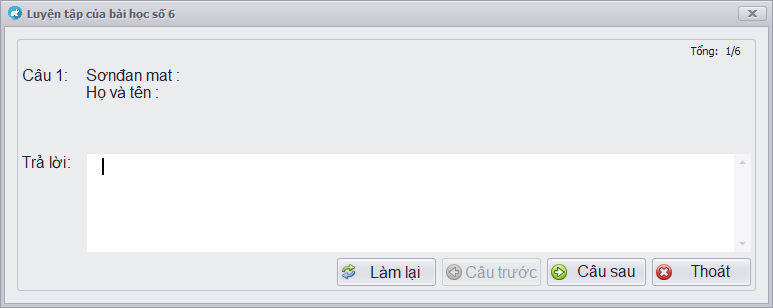 Luyện tập của bài học số 6
Tổng: 1/6
Câu 1: Sơnđan mat :
Họ và tên :
Trả lời:
Làm lại
Câu trước
Câu sau
Thoát